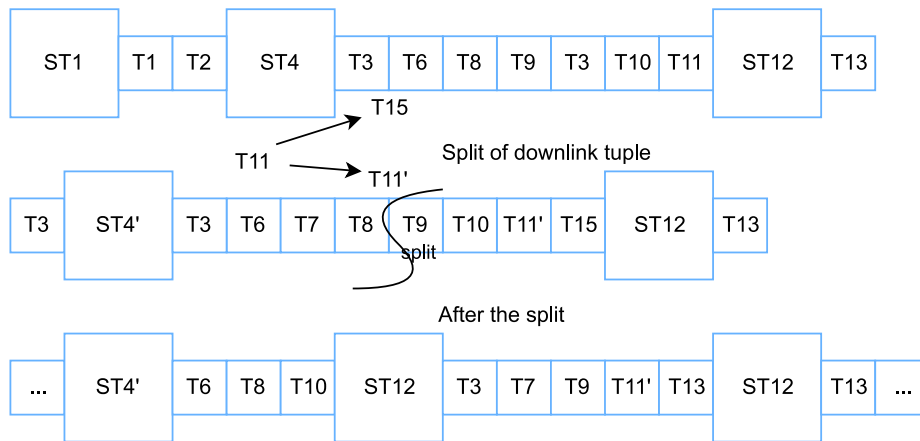 ST1 T1 T2 ST4 T3 T6 T8 T9 T3 T10 T11 ST12 T13
T15
T11
T11'
Split of downlink tuple
T3 ST4' T3 T6 T7 T8 T9 T10 T11' T15 ST12 T13
split
After the split
... ST4' T6 T8 T10 ST12 T3 T7 T9 T11' T13 ST12 T13 ...